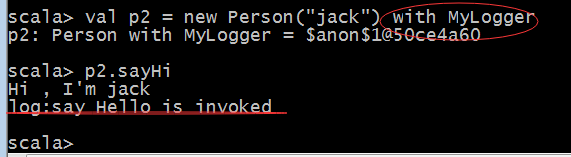 scala> val p2 = new Person("jack") with MyLogger
p2: Person with MyLogger = $anon$1@50ce4a60
scala> p2.sayHi
Hi , I'm jack
log:say Hello is invoked
scala>